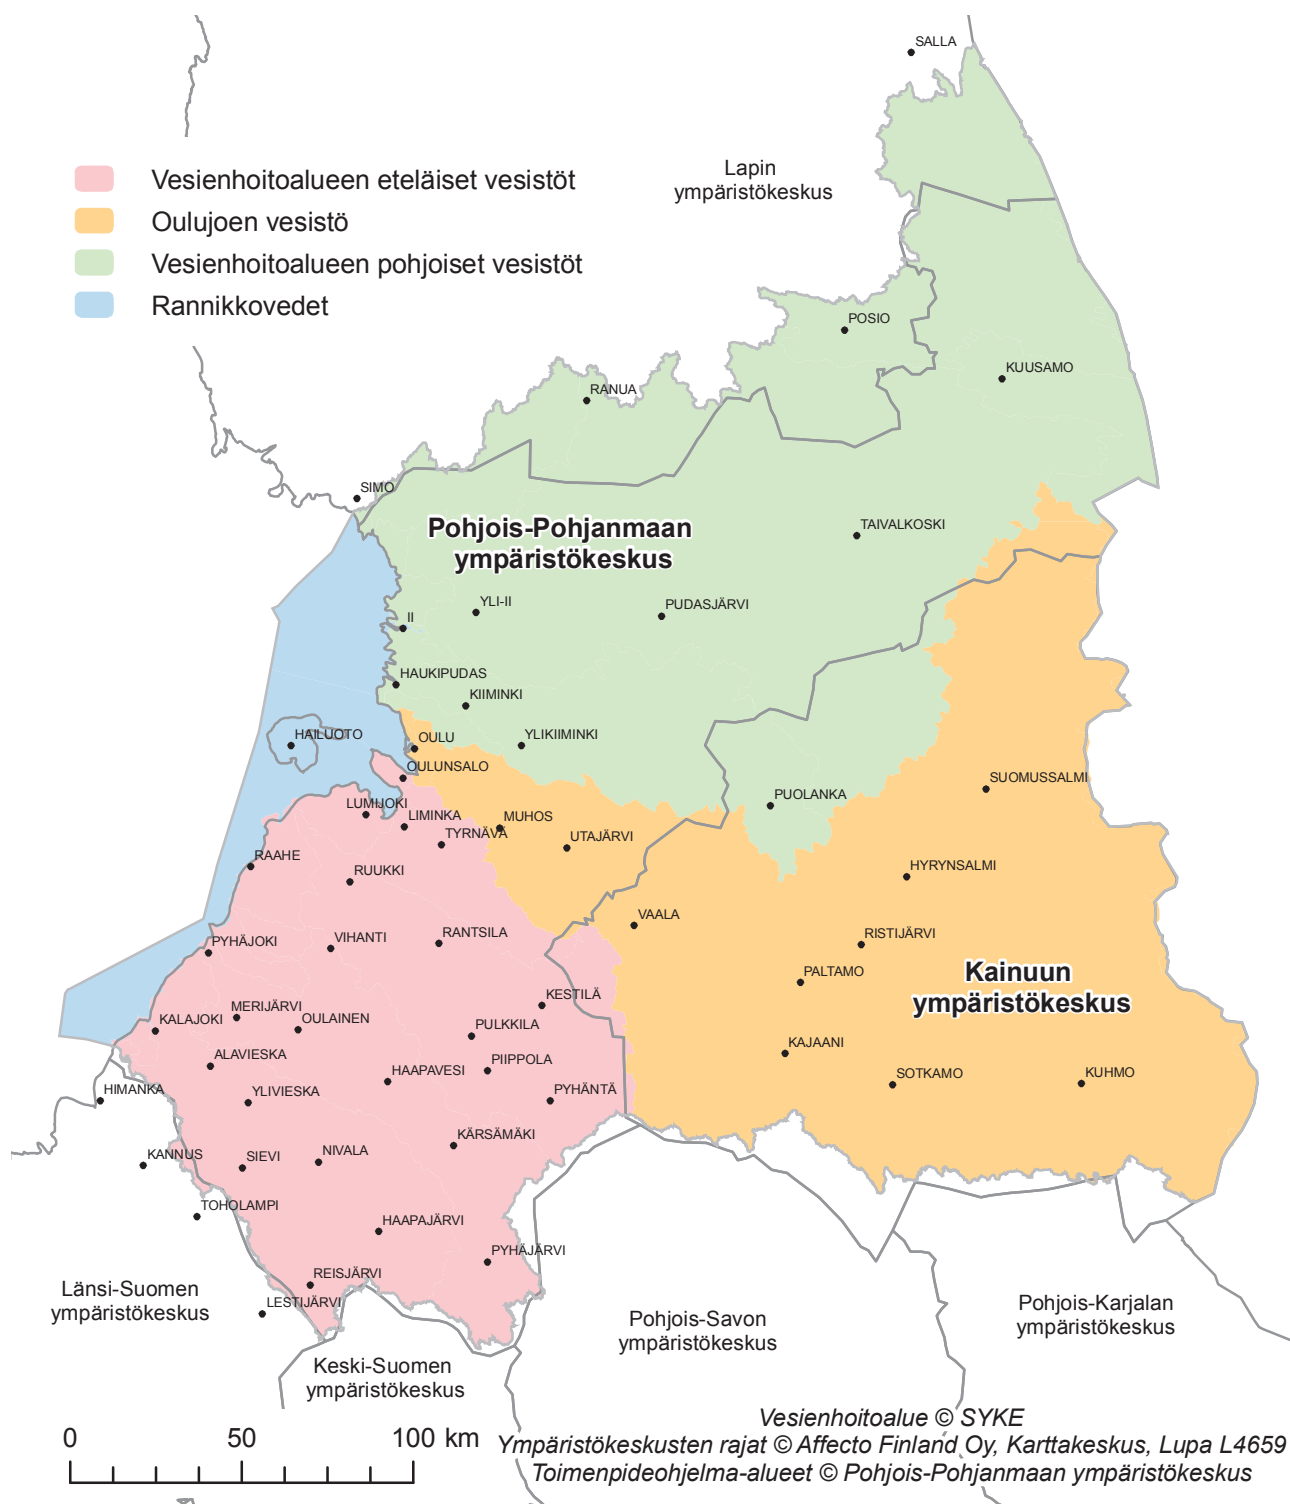 SALLA
Lapin
ympäristökeskus
Vesienhoitoalueen eteläiset vesistöt
Oulujoen vesistö
Vesienhoitoalueen pohjoiset vesistöt
Rannikkovedet
POSIO
KUUSAMO
RANUA
SIMO
Pohjois-Pohjanmaan
ympäristökeskus
TAIVALKOSKI
YLI-II
PUDASJÄRVI
II
HAUKIPUDAS
KIIMINKI
HAILUOTO
OULU
YLIKIIMINKI
OULUNSALO
SUOMUSSALMI
PUOLANKA
LUMIJOKI
LIMINKA
MUHOS
TYRNÄVÄ
UTAJÄRVI
RAAHE
RUUKKI
HYRYNSALMI
VAALA
PYHÄJOKI
VIHANTI
RANTSILA
RISTIJÄRVI
PALTAMO
Kainuun
ympäristökeskus
KESTILÄ
MERIJÄRVI
KALAJOKI
OULAINEN
PULKKILA
KAJAANI
ALAVIESKA
HAAPAVESI
PIIPPOLA
SOTKAMO
KUHMO
HIMANKA
YLIVIESKA
PYHÄNTÄ
KÄRSÄMÄKI
KANNUS
SIEVI
NIVALA
TOHOLAMPI
HAAPAJÄRVI
PYHÄJÄRVI
REISJÄRVI
LESTIJÄRVI
Länsi-Suomen
ympäristökeskus
Pohjois-Savon
ympäristökeskus
Pohjois-Karjalan
ympäristökeskus
Keski-Suomen
ympäristökeskus
0 50 100 km
Vesienhoitoalue © SYKE
Ympäristökeskusten rajat © Affecto Finland Oy, Karttakeskus, Lupa L4659
Toimenpideohjelma-alueet © Pohjois-Pohjanmaan ympäristökeskus